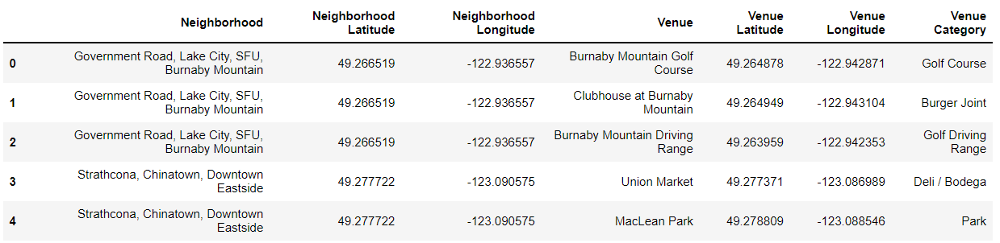 Neighborhood Neighborhood Latitude Neighborhood Longitude Venue Venue Latitude Venue Longitude Venue Category
0 Government Road, Lake City, SFU, Burnaby Mountain 49.266519 -122.936557 Burnaby Mountain Golf Course 49.264878 -122.942871 Golf Course
1 Government Road, Lake City, SFU, Burnaby Mountain 49.266519 -122.936557 Clubhouse at Burnaby Mountain 49.264949 -122.943104 Burger Joint
2 Government Road, Lake City, SFU, Burnaby Mountain 49.266519 -122.936557 Burnaby Mountain Driving Range 49.263959 -122.942353 Golf Driving Range
3 Strathcona, Chinatown, Downtown Eastside 49.277722 -123.090575 Union Market 49.277371 -123.086989 Deli / Bodega
4 Strathcona, Chinatown, Downtown Eastside 49.277722 -123.090575 MacLean Park 49.278809 -123.088546 Park